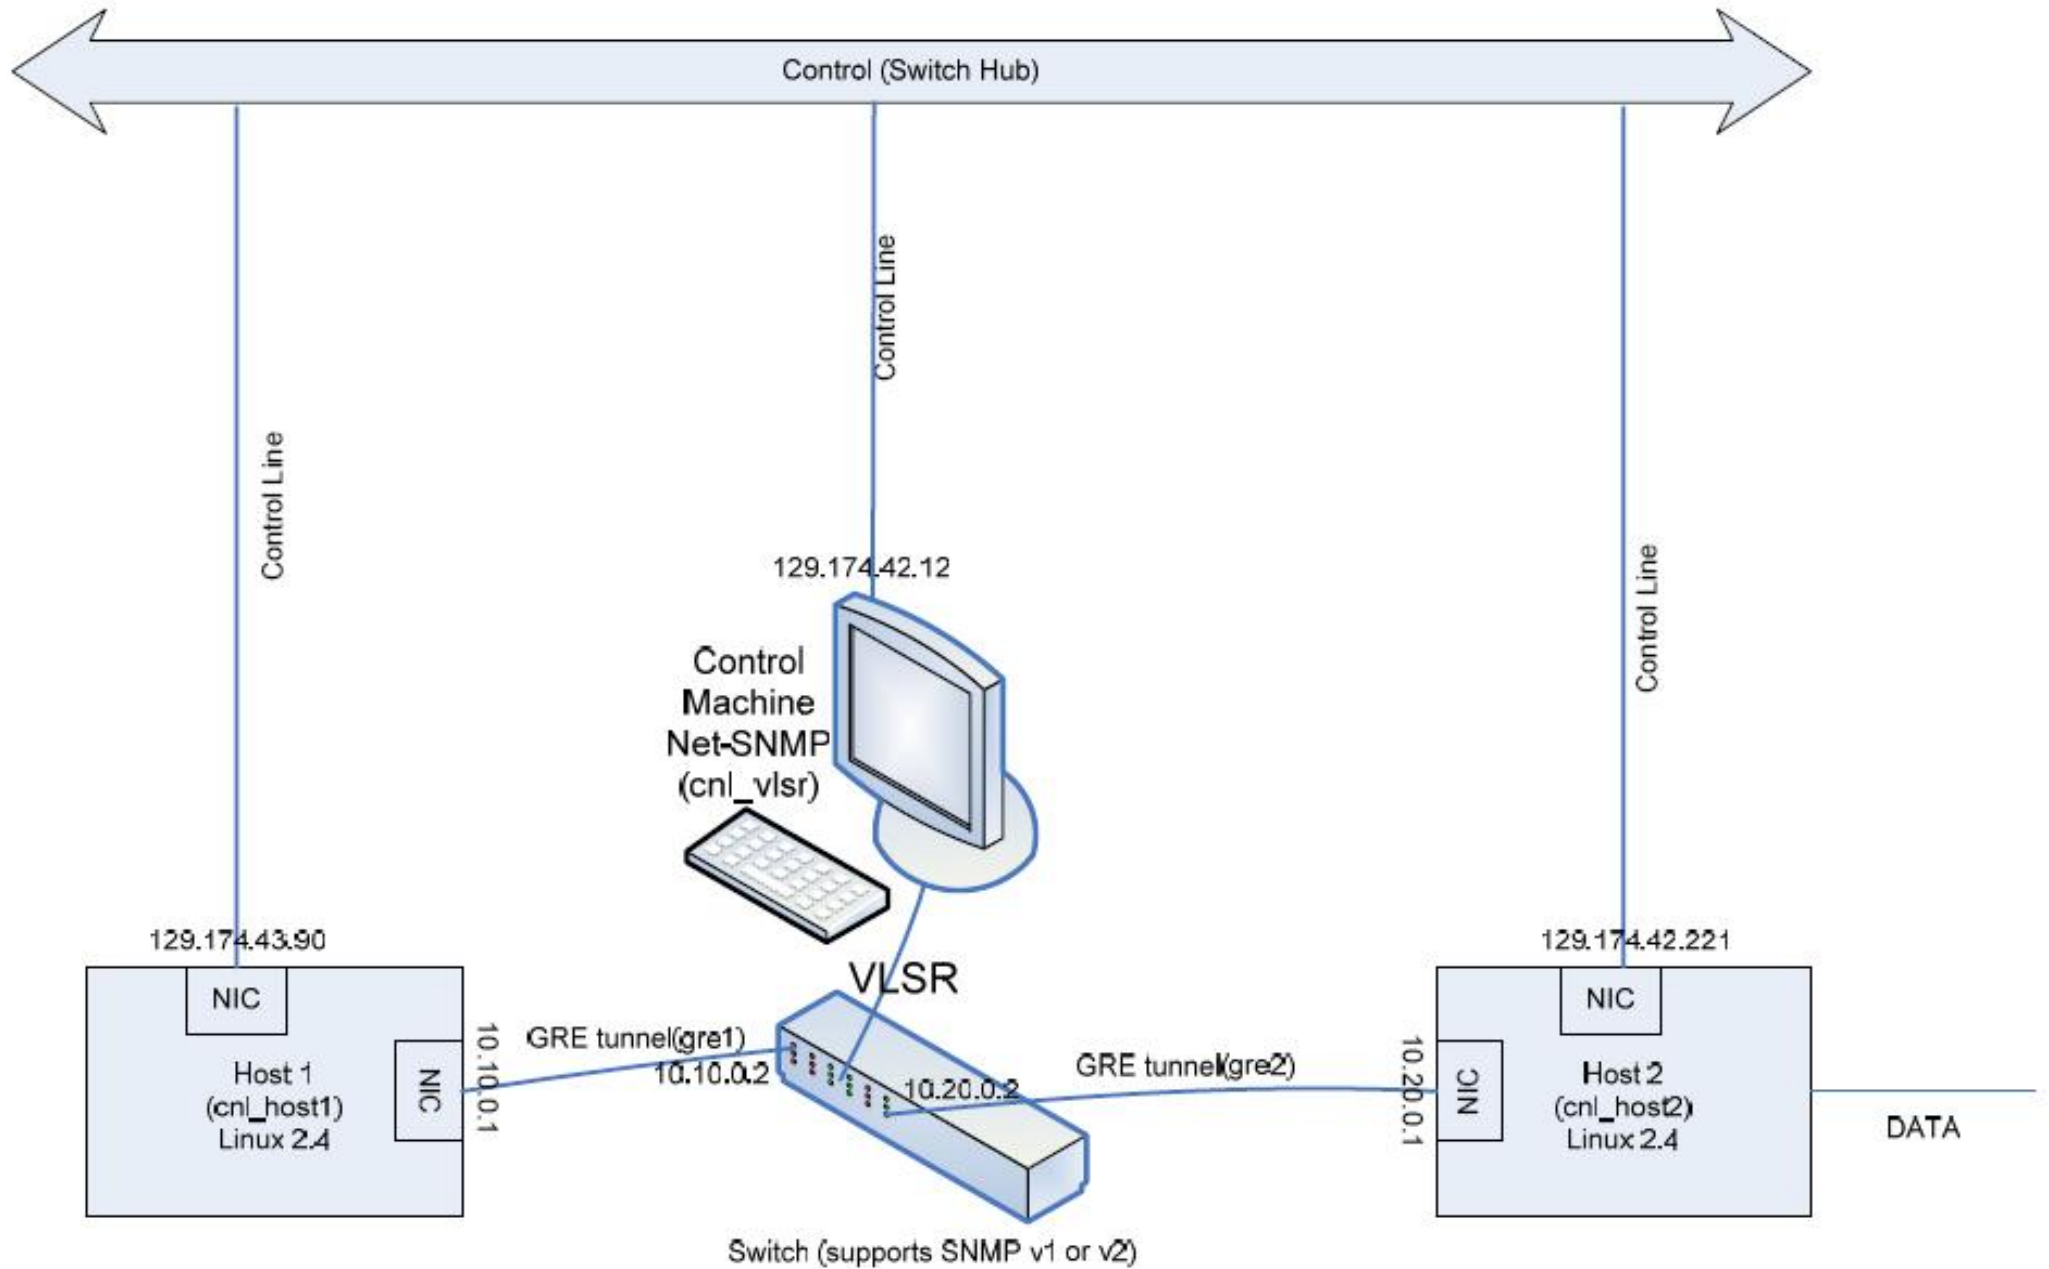 Control (Switch Hub)
Control Line
Control Line
Control Line
129.174.42.12
Control
Machine
Net-SNMP
(cnl_vlsr)
129.174.43.90
129.174.42.221
VLSR
NIC
NIC
GRE tunnel(gre1)
10.10.0.2
10.10.0.1
NIC
Host 1
(cnl_host1)
Linux 2.4
10.20.0.2
GRE tunnel(gre2)
10.20.0.1
NIC
Host 2
(cnl_host2)
Linux 2.4
DATA
Switch (supports SNMP v1 or v2)